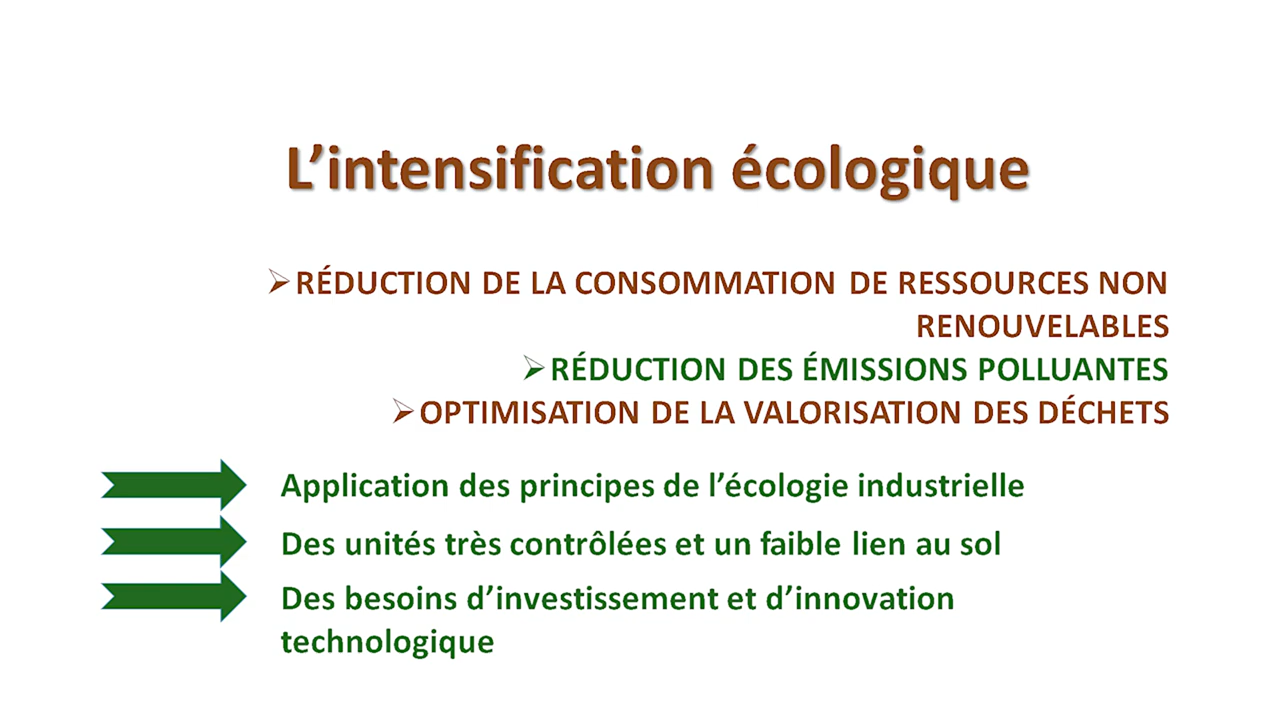 L’intensification écologique
➢RÉDUCTION DE LA CONSOMMATION DE RESSOURCES NON
RENOUVELABLES
➢RÉDUCTION DES ÉMISSIONS POLLUANTES
➢OPTIMISATION DE LA VALORISATION DES DÉCHETS
Application des principes de l’écologie industrielle
Des unités très contrôlées et un faible lien au sol
Des besoins d’investissement et d’innovation
technologique